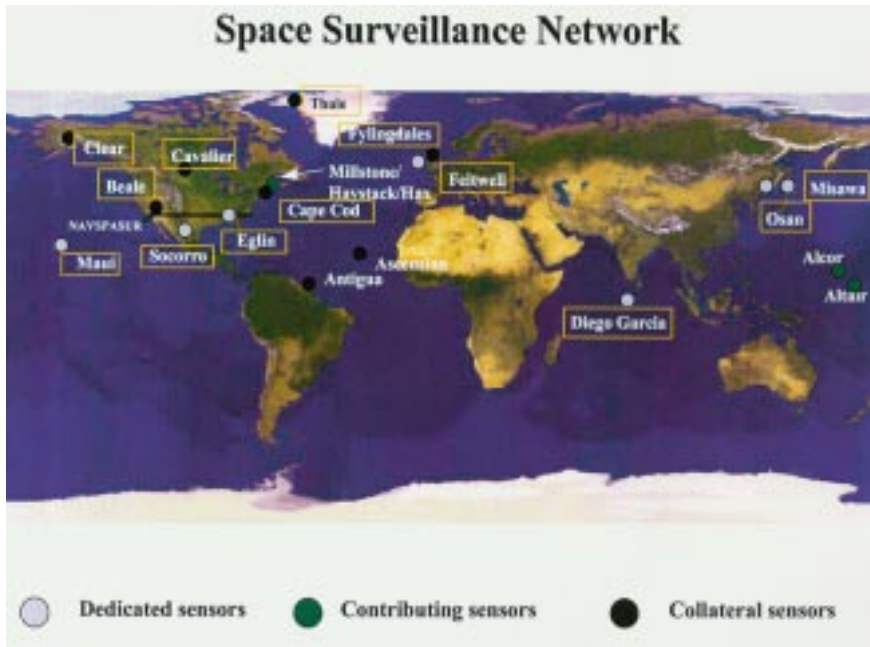 Space Surveillance Network
Thule
Fylingdales
Clear
Cavalier
Millstone/
Haystack/Hax
Feltwell
Beale
Misawa
Cape Cod
NAVSPASUR
Osan
Eglin
Socorro
Maui
Ascension
Alcor
Antigua
Altair
Diego Garcia
Dedicated sensors
Contributing sensors
Collateral sensors